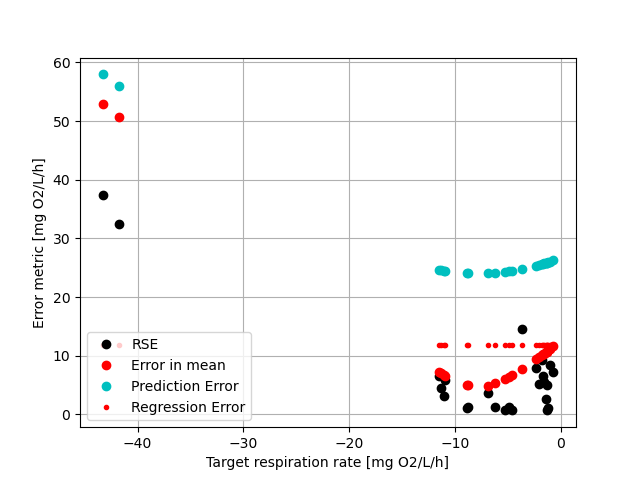 60
50
40
30
20
10
0
Error metric [mg O2/L/h]
RSE
Error in mean
Prediction Error
Regression Error
−40
−30
−20
−10
0
Target respiration rate [mg O2/L/h]